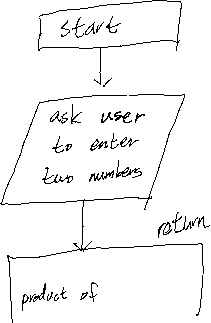 start
ask user
to enter
two numbers
return
product of